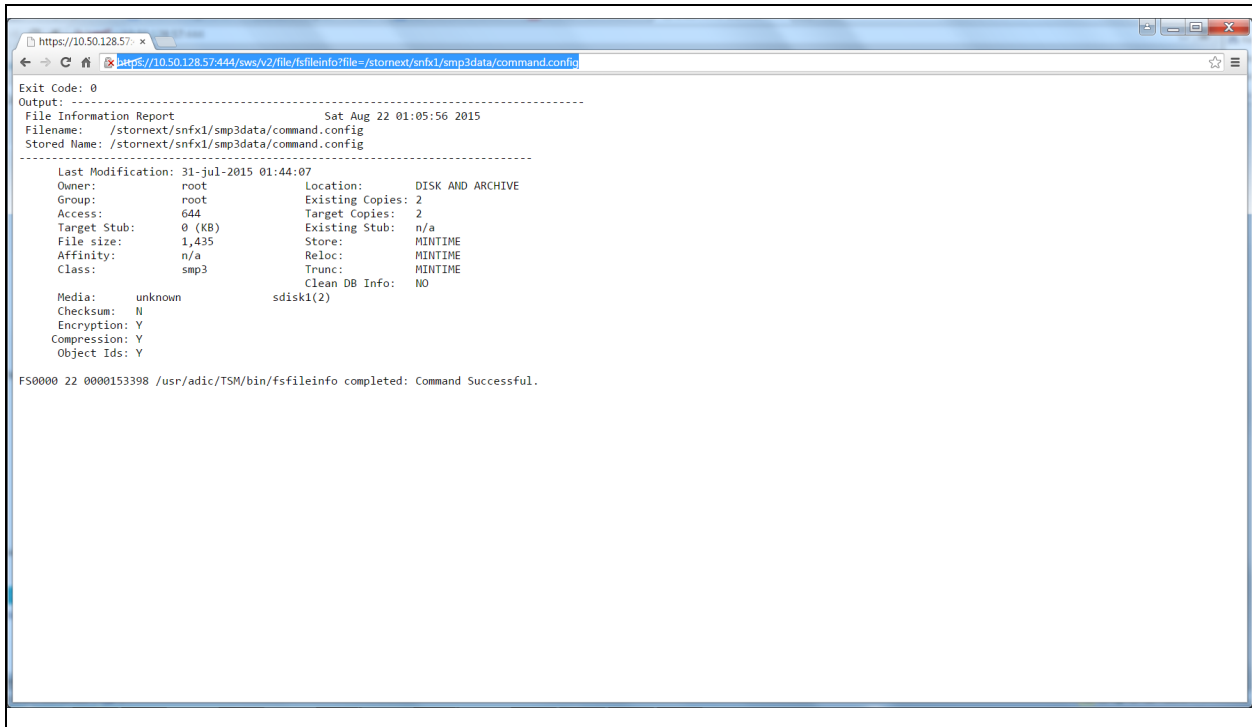 https://10.50.128.57:
https://10.50.128.57:444/sws/v2/file/fsfileinfo?file=/stornext/snfx1/smp3data/command.config
Exit Code: 0
Output: -------------------------------------------------------------------------------
File Information Report Sat Aug 22 01:05:56 2015
Filename: /stornext/snfx1/smp3data/command.config
Stored Name: /stornext/snfx1/smp3data/command.config
-------------------------------------------------------------------------------
Last Modification: 31-jul-2015 01:44:07
Owner: root Location: DISK AND ARCHIVE
Group: root Existing Copies: 2
Access: 644 Target Copies: 2
Target Stub: 0 (KB) Existing Stub: n/a
File size: 1,435 Store: MINTIME
Affinity: n/a Reloc: MINTIME
Class: smp3 Trunc: MINTIME
Clean DB Info: NO
Media: unknown sdisk1(2)
Checksum: N
Encryption: Y
Compression: Y
Object Ids: Y
FS0000 22 0000153398 /usr/adic/TSM/bin/fsfileinfo completed: Command Successful.